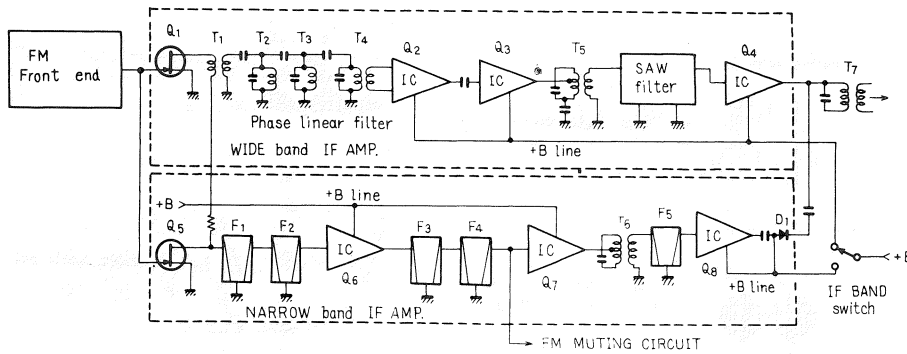 FM
Front end
Q1
T1
T2
T3
T4
Q2
IC
Q3
IC
T5
SAW
filter
Q4
IC
T7
Phase linear filter
WIDE band IF AMP.
+B line
+B line
+B
Q5
F1
F2
IC
Q6
F3
F4
IC
Q7
T6
F5
IC
Q8
D1
+B line
+B
IF BAND
switch
NARROW band IF AMP.
FM MUTING CIRCUIT